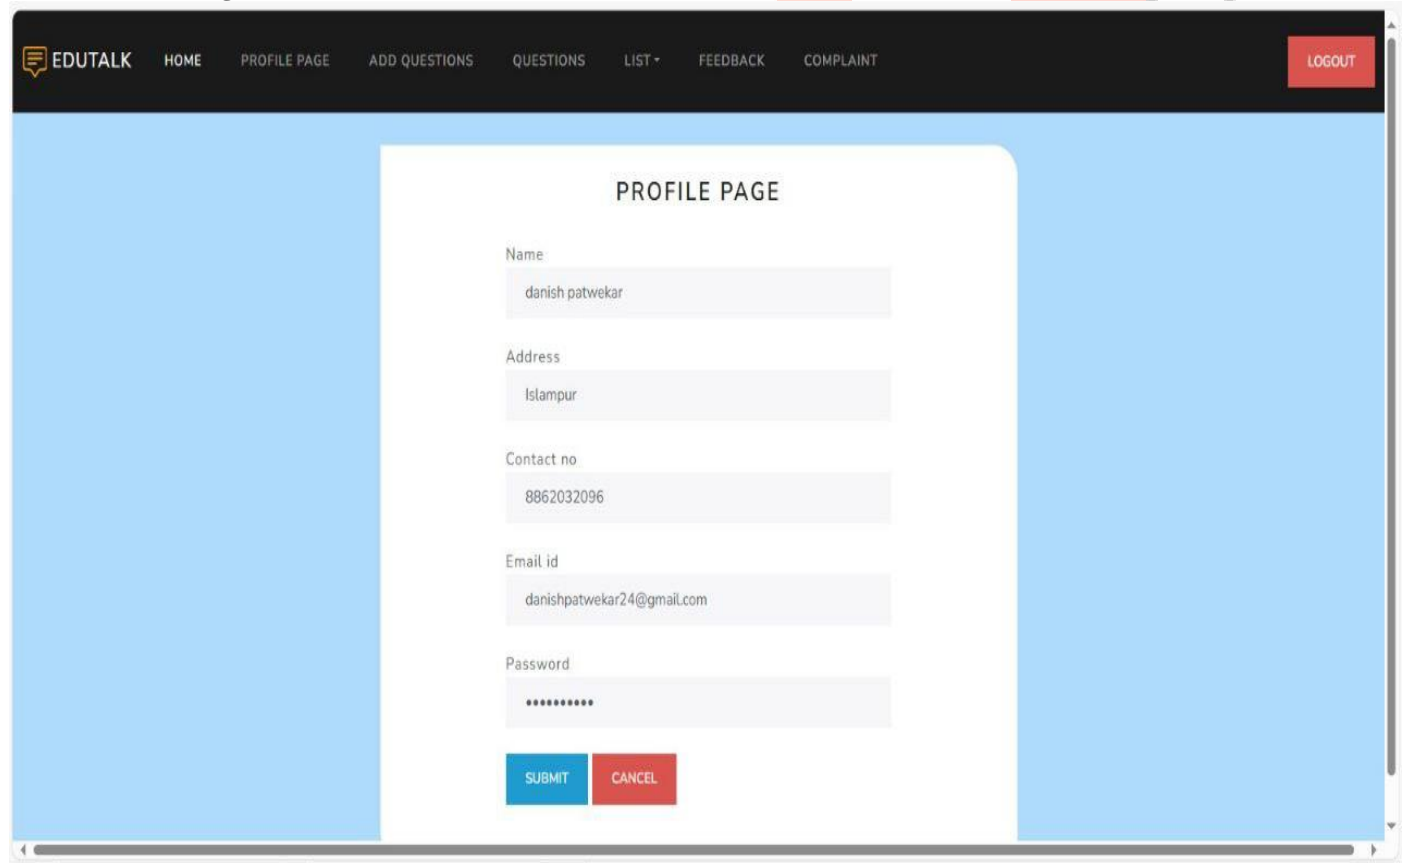 EDUTALK HOME PROFILE PAGE ADD QUESTIONS QUESTIONS LIST FEEDBACK COMPLAINT LOGOUT
PROFILE PAGE
Name
danish patwekar
Address
Islampur
Contact no
8862032096
Email id
danishpatwekar24@gmail.com
Password
••••••••••
SUBMIT CANCEL